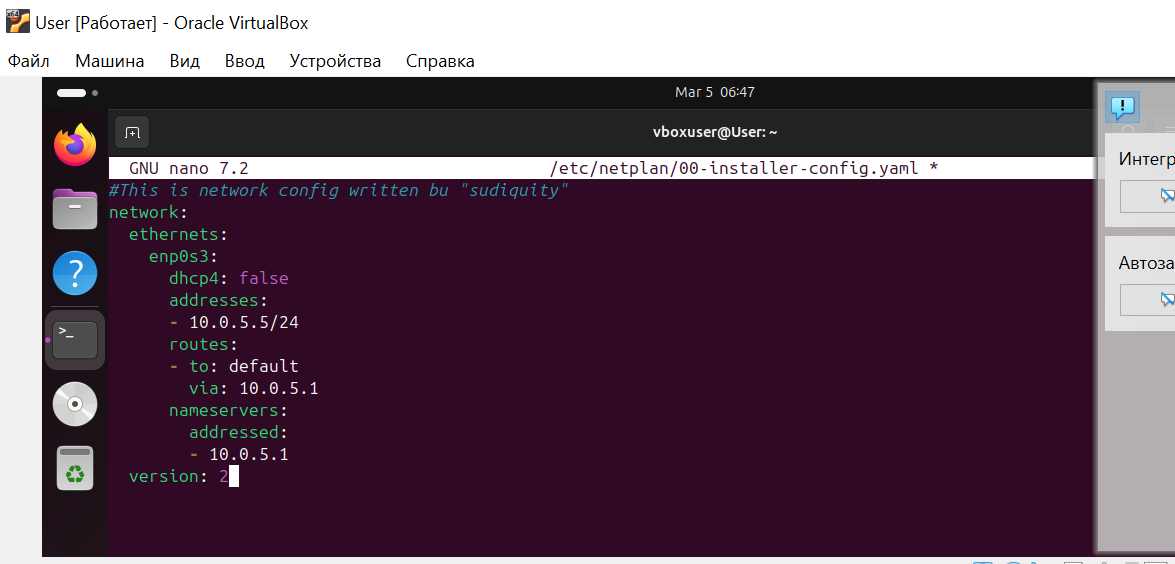 User [Работает] - Oracle VirtualBox
Файл Машина Вид Ввод Устройства Справка
Mar 5 06:47
vboxuser@User: ~
GNU nano 7.2 /etc/netplan/00-installer-config.yaml *
#This is network config written bu "sudiquity"
network:
  ethernets:
    enp0s3:
      dhcp4: false
      addresses:
      - 10.0.5.5/24
      routes:
      - to: default
        via: 10.0.5.1
      nameservers:
        addressed:
        - 10.0.5.1
  version: 2
Интегр
Автоза